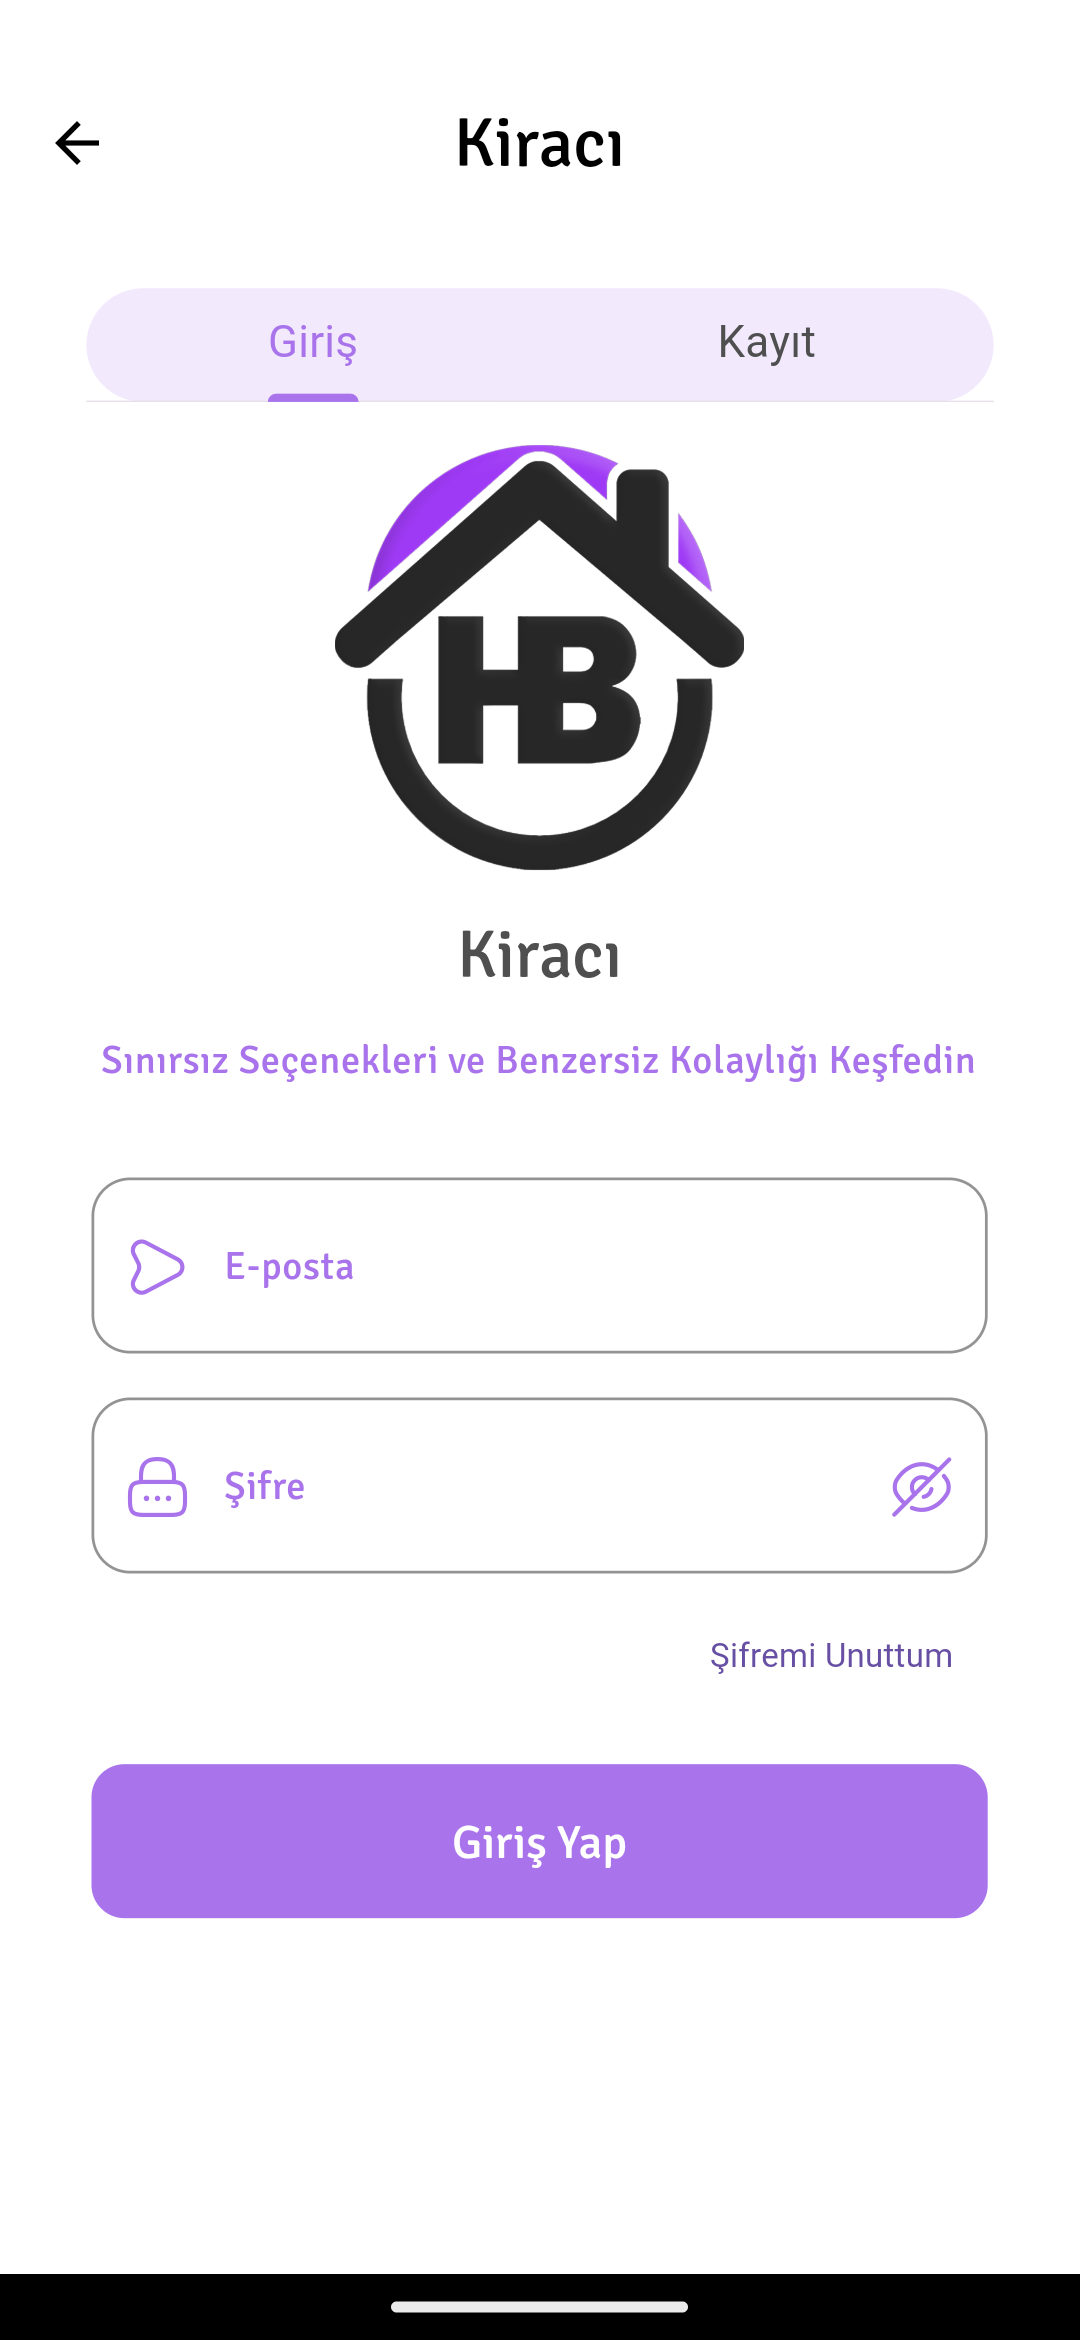 Kiracı
Giriş Kayıt
HB
Kiracı
Sınırsız Seçenekleri ve Benzersiz Kolaylığı Keşfedin
E-posta
Şifre
Şifremi Unuttum
Giriş Yap